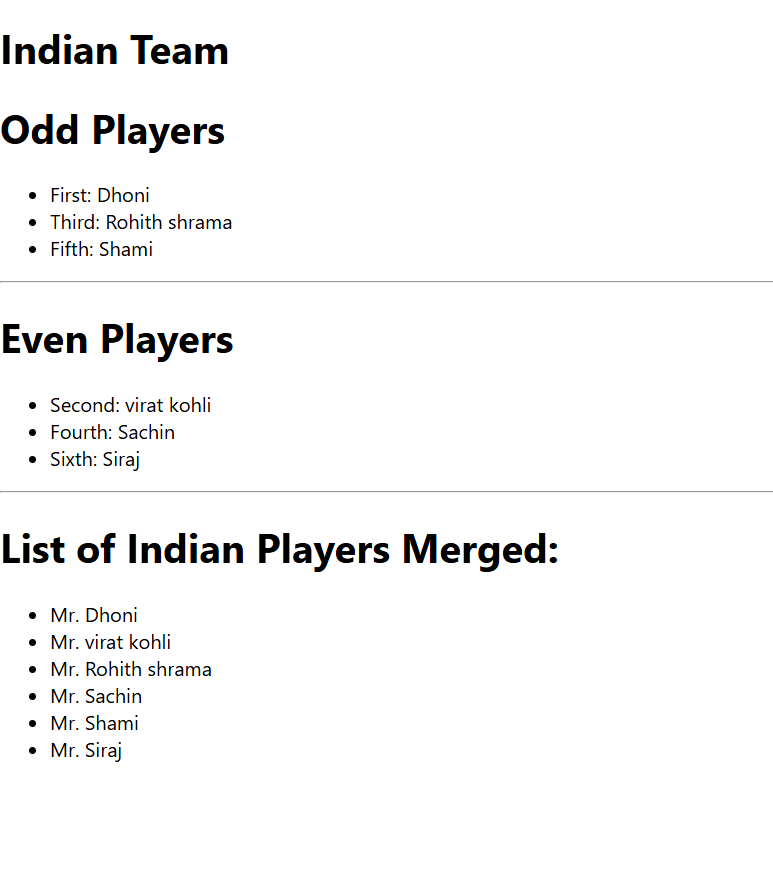 Indian Team
Odd Players
First: Dhoni
Third: Rohith shrama
Fifth: Shami
Even Players
Second: virat kohli
Fourth: Sachin
Sixth: Siraj
List of Indian Players Merged:
Mr. Dhoni
Mr. virat kohli
Mr. Rohith shrama
Mr. Sachin
Mr. Shami
Mr. Siraj